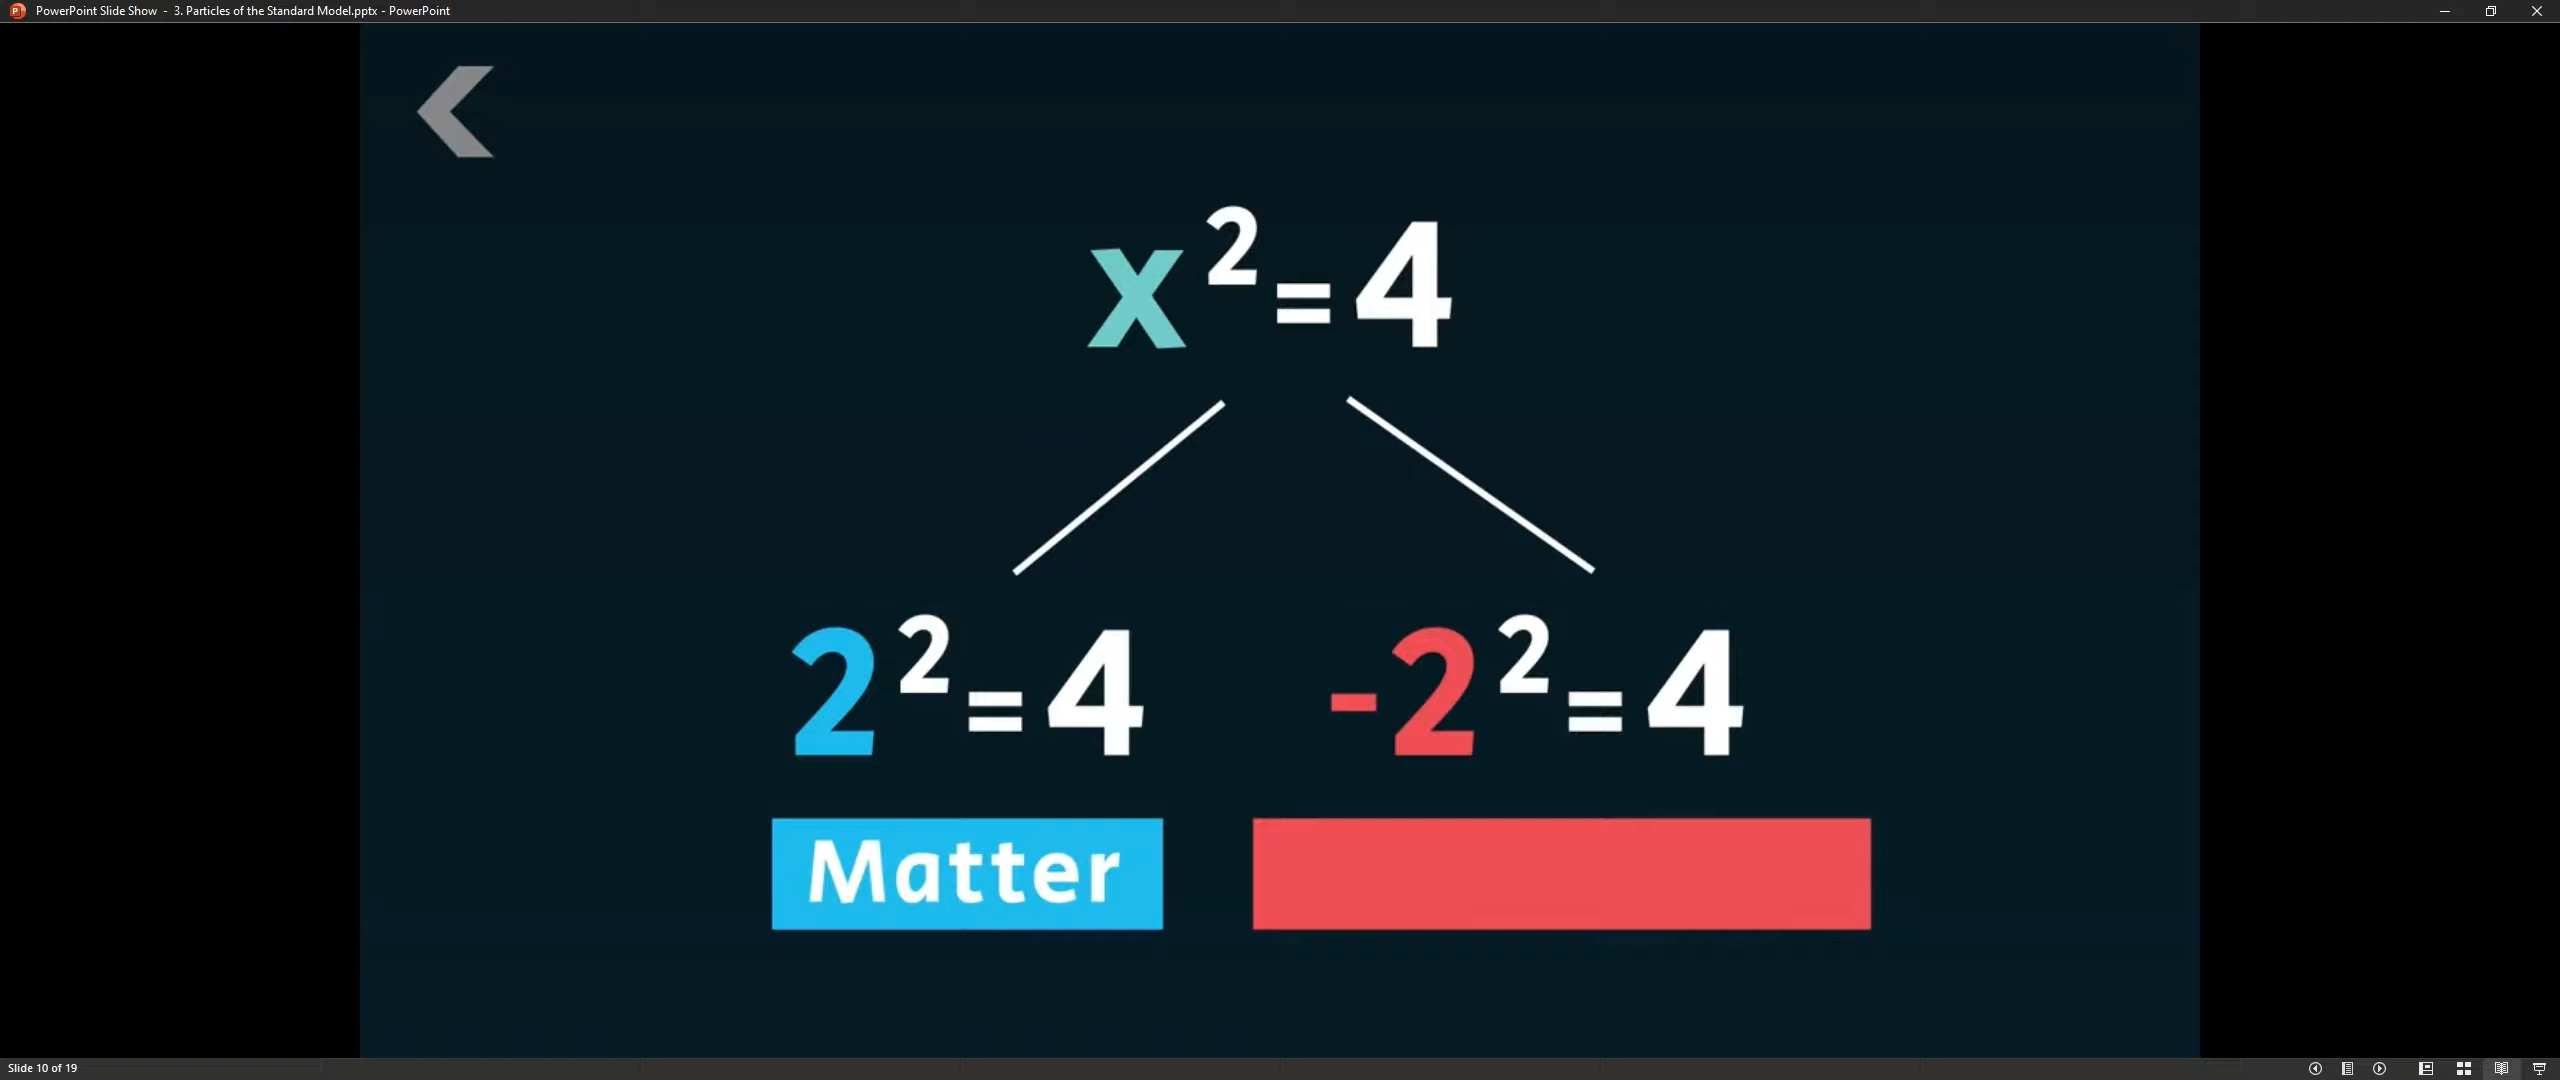 PowerPoint Slide Show - 3. Particles of the Standard Model.pptx - PowerPoint
x² = 4
2² = 4
-2² = 4
Matter
Slide 10 of 19